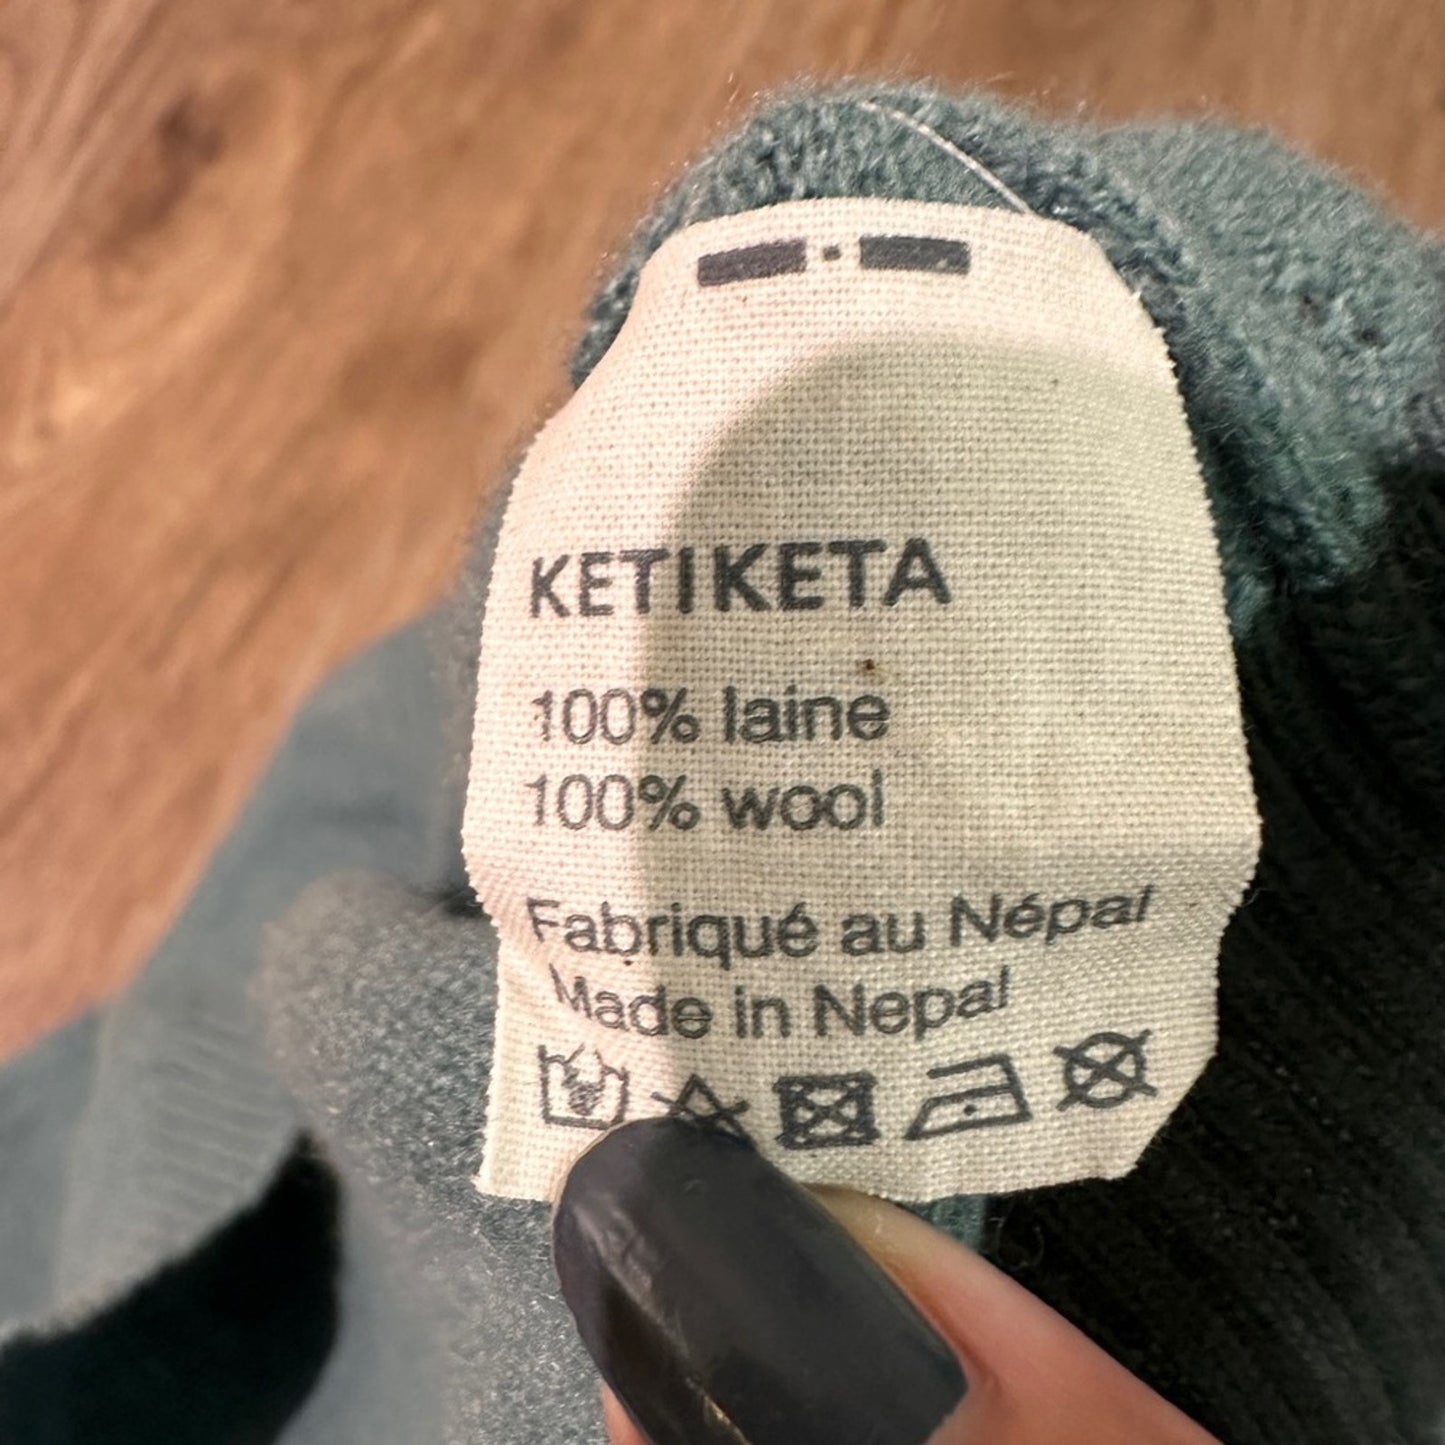 KETIKETA
100% laine
100% wool
Fabriqué au Népal
Made in Nepal